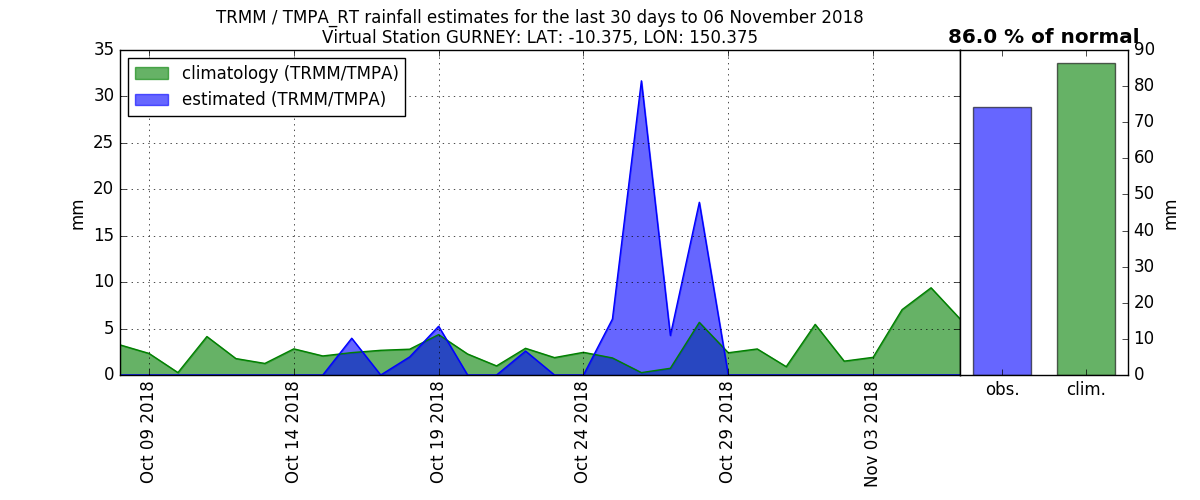 TRMM / TMPA_RT rainfall estimates for the last 30 days to 06 November 2018
Virtual Station GURNEY: LAT: -10.375, LON: 150.375
86.0 % of normal
climatology (TRMM/TMPA)
estimated (TRMM/TMPA)
35
30
25
20
15
10
5
0
mm
Oct 09 2018
Oct 14 2018
Oct 19 2018
Oct 24 2018
Oct 29 2018
Nov 03 2018
90
80
70
60
50
40
30
20
10
0
mm
obs.
clim.